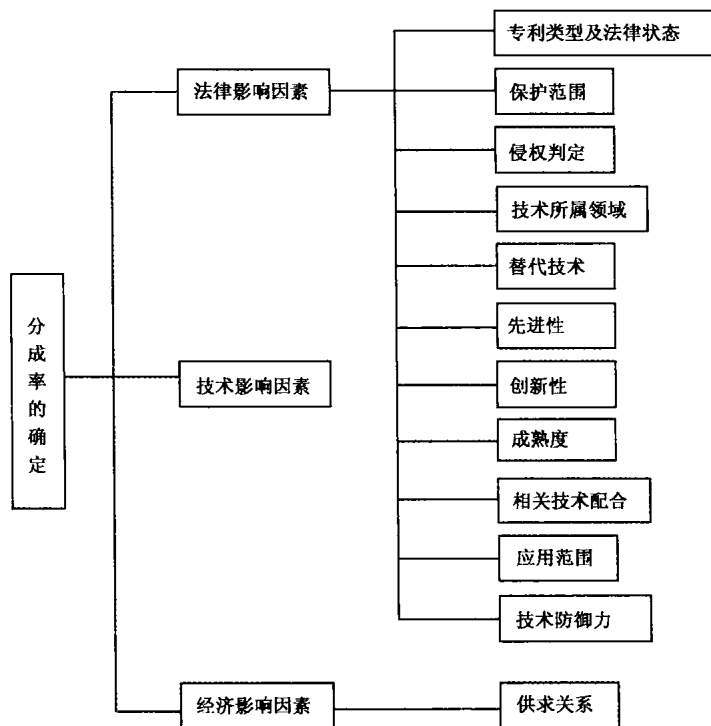 分成率的确定
法律影响因素
技术影响因素
经济影响因素
专利类型及法律状态
保护范围
侵权判定
技术所属领域
替代技术
先进性
创新性
成熟度
相关技术配合
应用范围
技术防御力
供求关系